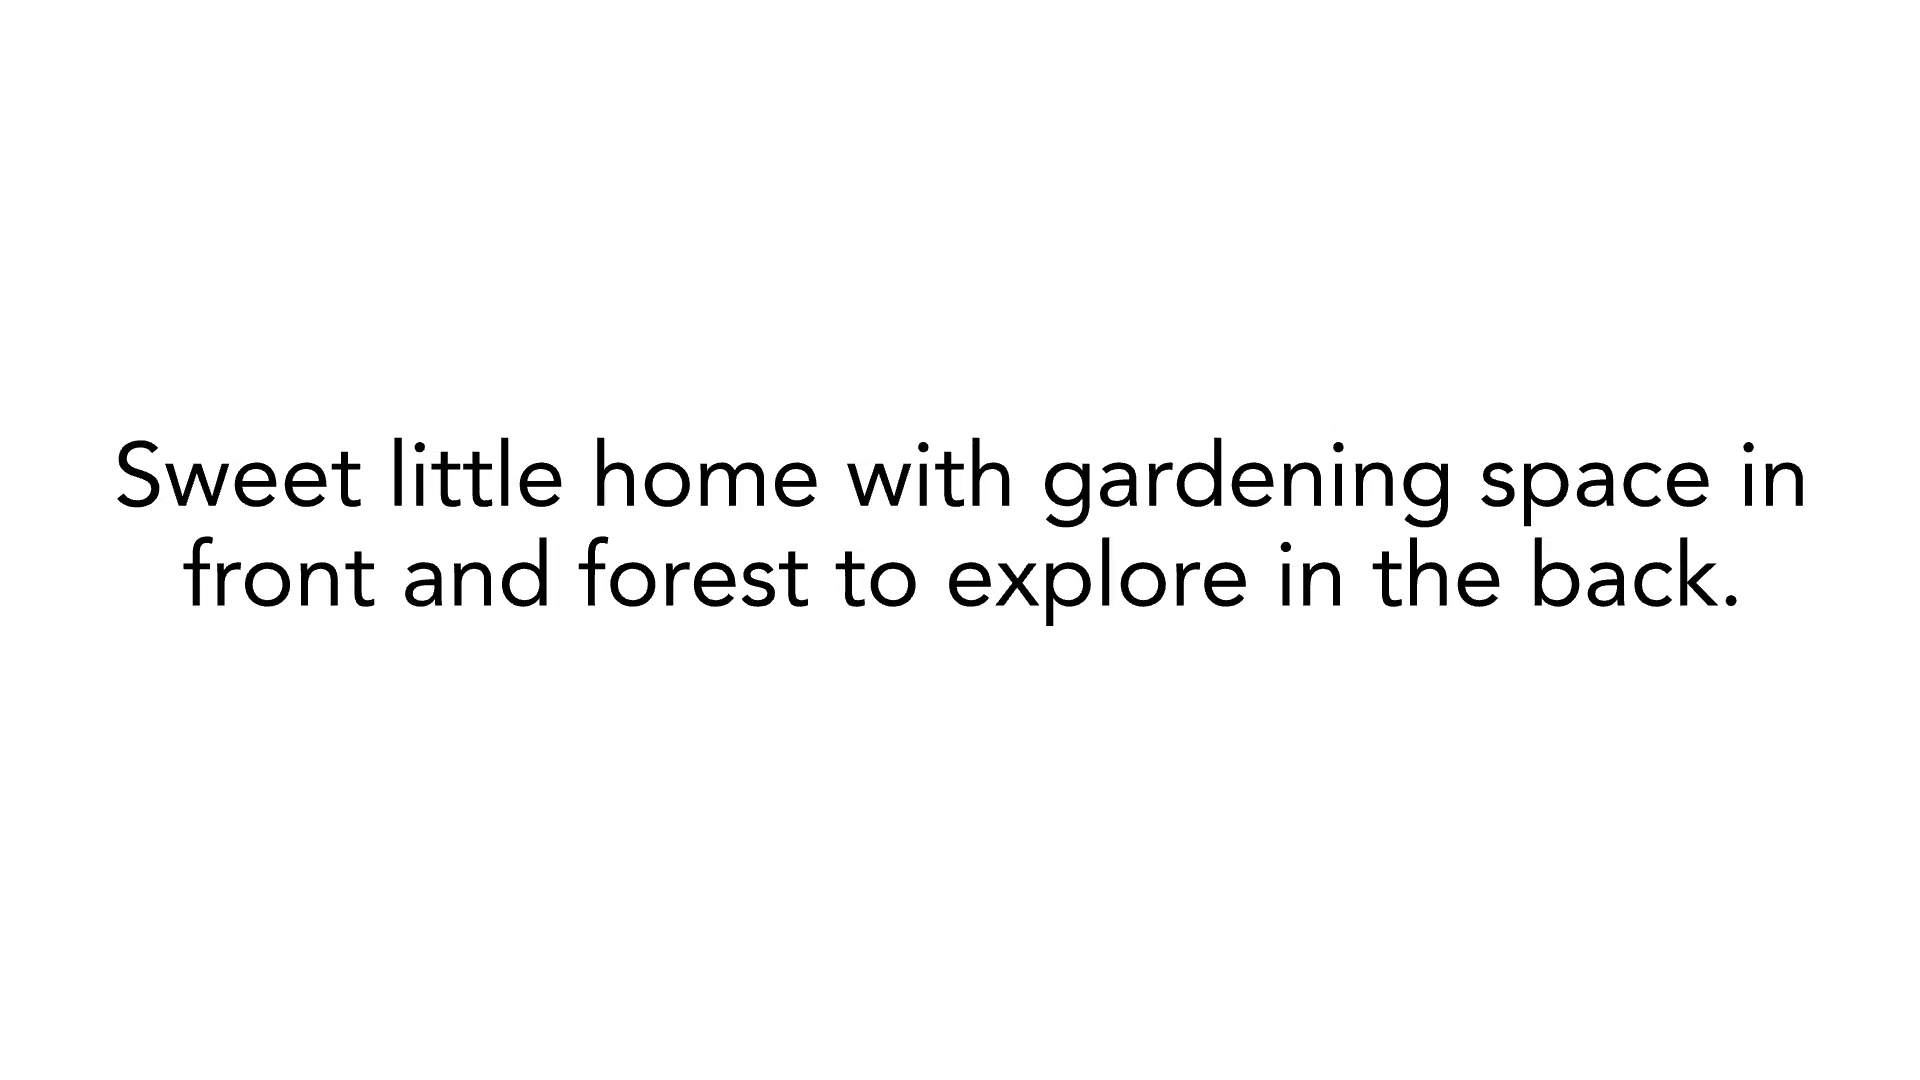 Sweet little home with gardening space in
front and forest to explore in the back.